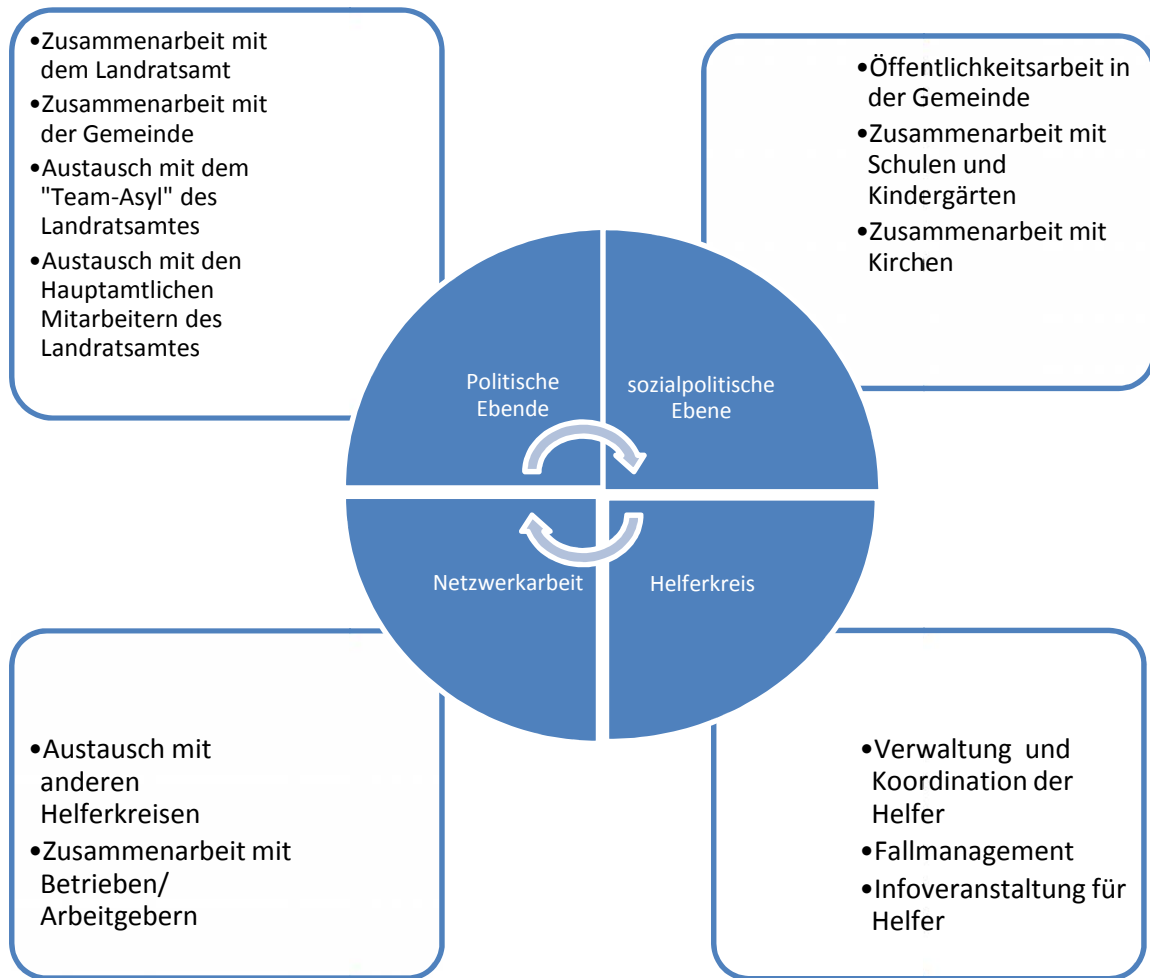 •Zusammenarbeit mit
dem Landratsamt
•Zusammenarbeit mit
der Gemeinde
•Austausch mit dem
"Team-Asyl" des
Landratsamtes
•Austausch mit den
Hauptamtlichen
Mitarbeitern des
Landratsamtes
•Öffentlichkeitsarbeit in
der Gemeinde
•Zusammenarbeit mit
Schulen und
Kindergärten
•Zusammenarbeit mit
Kirchen
Politische
Ebende
sozialpolitische
Ebene
Netzwerkarbeit
Helferkreis
•Austausch mit
anderen
Helferkreisen
•Zusammenarbeit mit
Betrieben/
Arbeitgebern
•Verwaltung und
Koordination der
Helfer
•Fallmanagement
•Infoveranstaltung für
Helfer